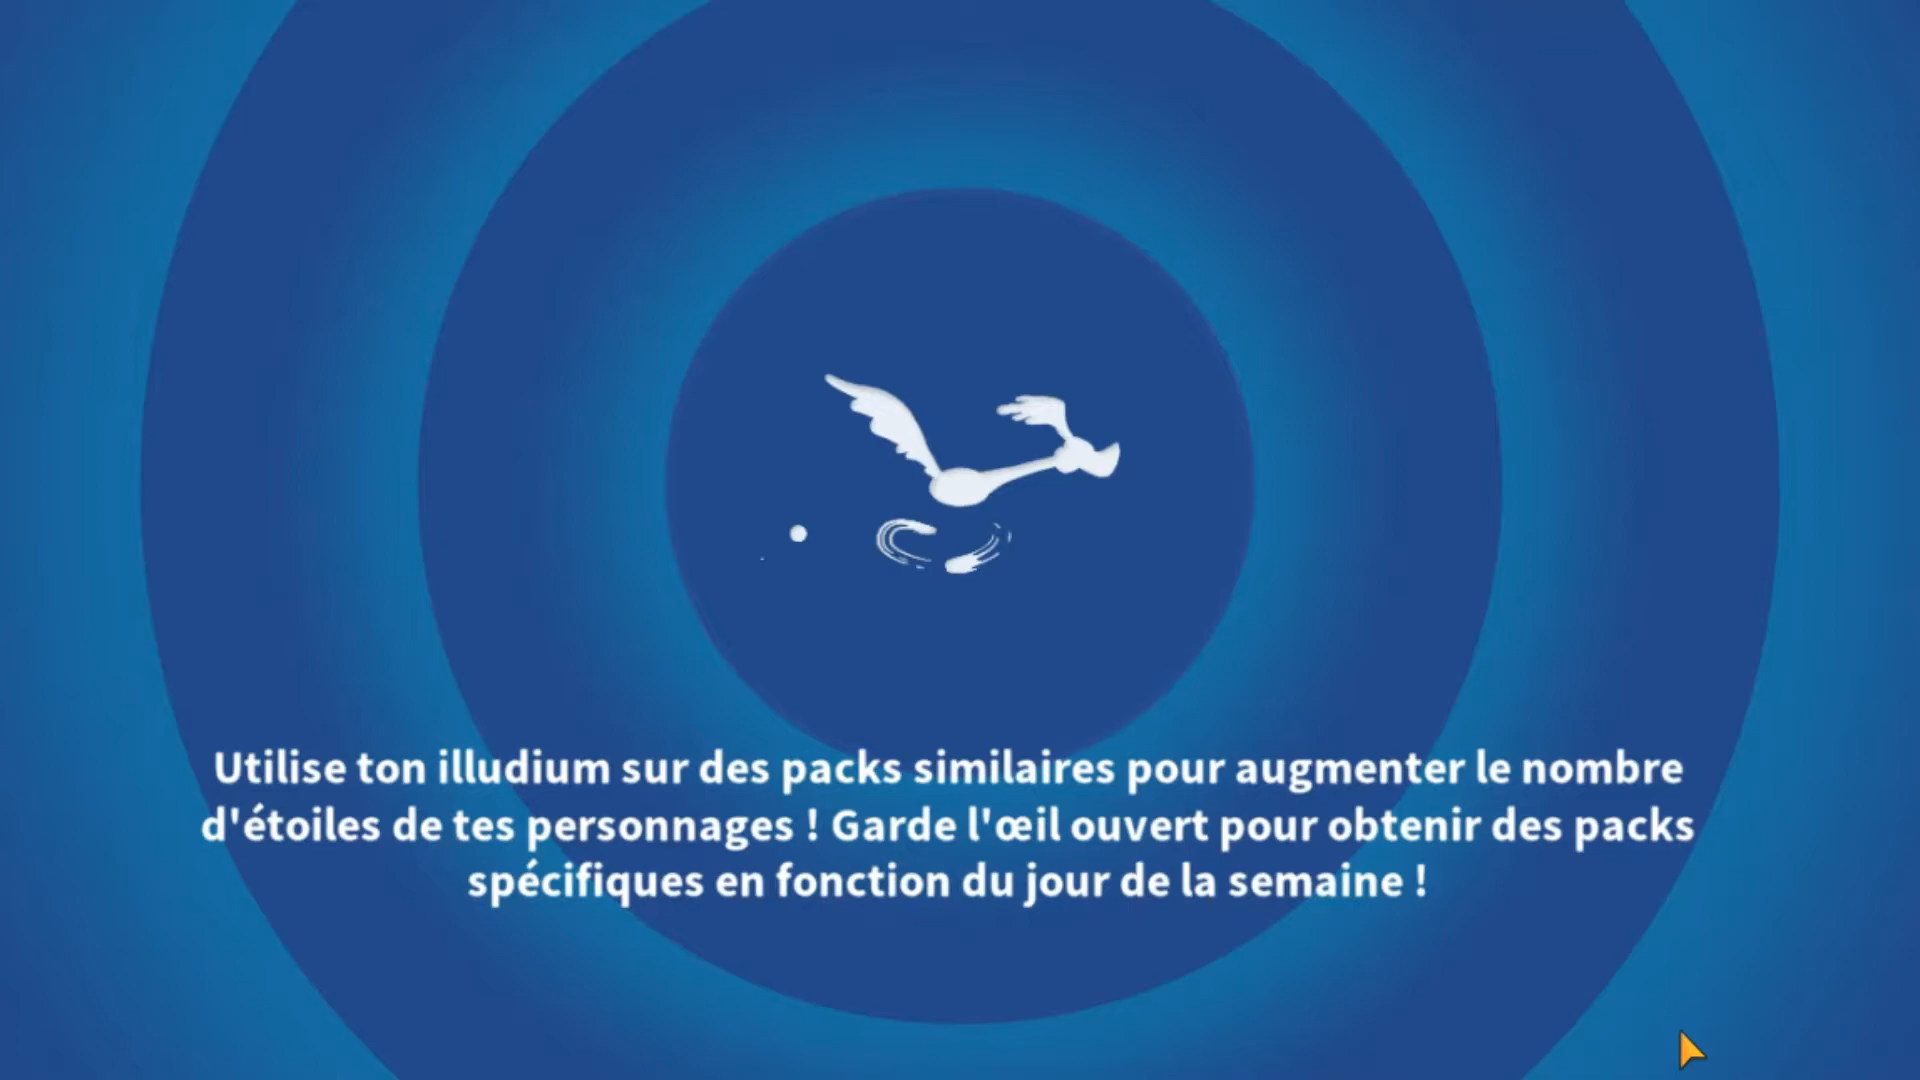 Utilise ton illudium sur des packs similaires pour augmenter le nombre
d'étoiles de tes personnages ! Garde l'œil ouvert pour obtenir des packs
spécifiques en fonction du jour de la semaine !